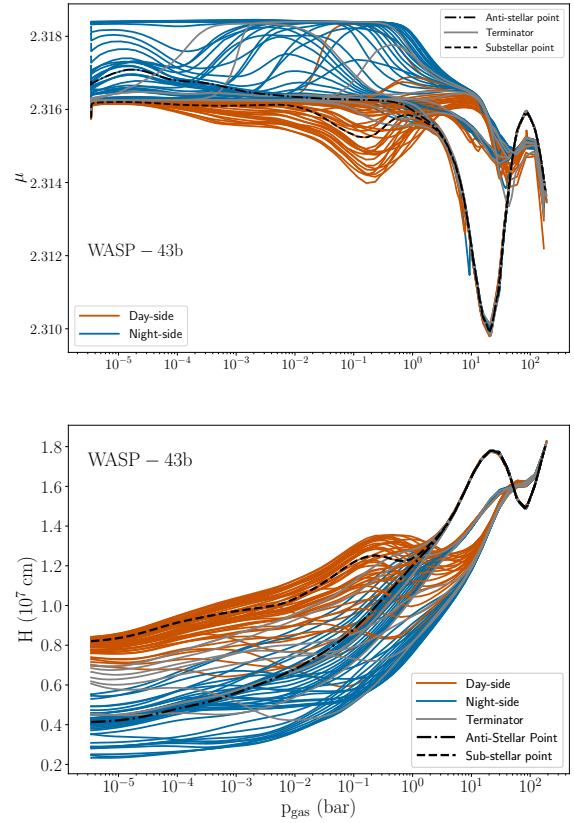 2.318
2.316
2.314
2.312
2.310
μ
Anti-stellar point
Terminator
Substellar point
WASP – 43b
Day-side
Night-side
10⁻⁵ 10⁻⁴ 10⁻³ 10⁻² 10⁻¹ 10⁰ 10¹ 10²
1.8
1.6
1.4
1.2
1.0
0.8
0.6
0.4
0.2
H (10⁷ cm)
WASP – 43b
Day-side
Night-side
Terminator
Anti-Stellar Point
Sub-stellar point
10⁻⁵ 10⁻⁴ 10⁻³ 10⁻² 10⁻¹ 10⁰ 10¹ 10²
p_gas (bar)